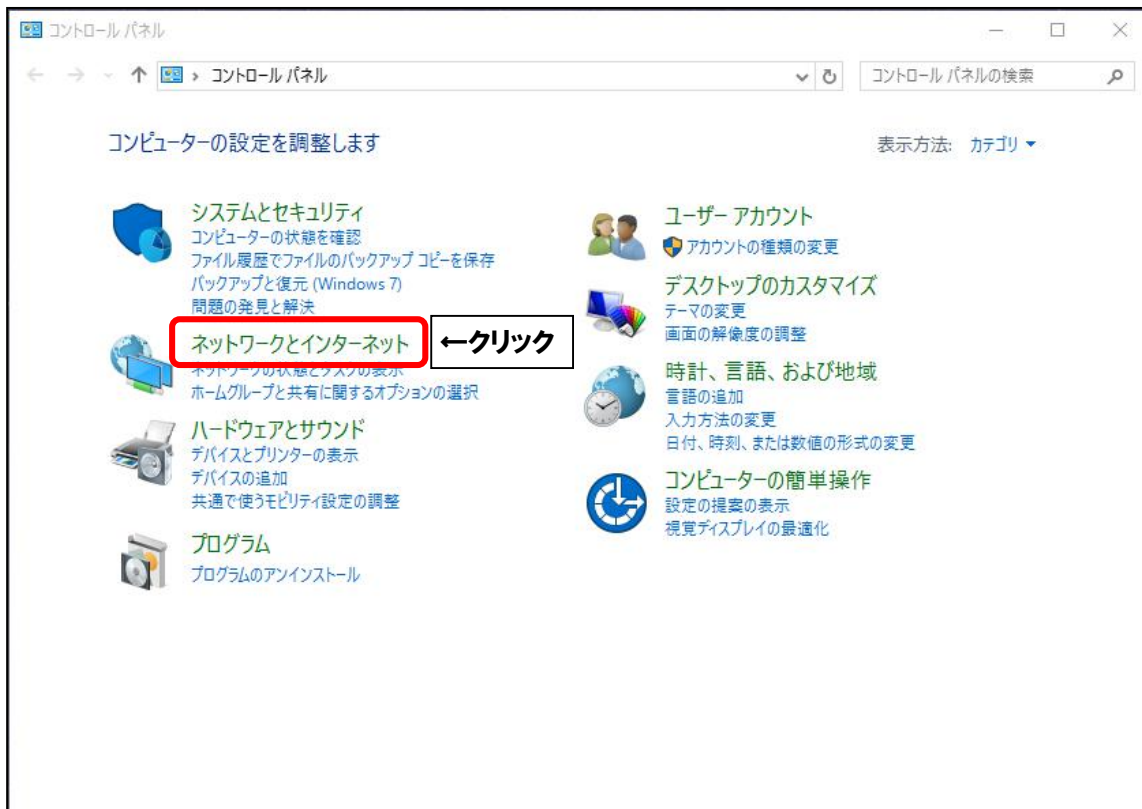 コントロール パネル
コントロール パネル
コントロール パネルの検索
コンピューターの設定を調整します
表示方法: カテゴリ
システムとセキュリティ
コンピューターの状態を確認
ファイル履歴でファイルのバックアップ コピーを保存
バックアップと復元 (Windows 7)
問題の発見と解決
ネットワークとインターネット
←クリック
ネットワークの状態とタスクの表示
ホームグループと共有に関するオプションの選択
ハードウェアとサウンド
デバイスとプリンターの表示
デバイスの追加
共通で使うモビリティ設定の調整
プログラム
プログラムのアンインストール
ユーザー アカウント
アカウントの種類の変更
デスクトップのカスタマイズ
テーマの変更
画面の解像度の調整
時計、言語、および地域
言語の追加
入力方法の変更
日付、時刻、または数値の形式の変更
コンピューターの簡単操作
設定の提案の表示
視覚ディスプレイの最適化